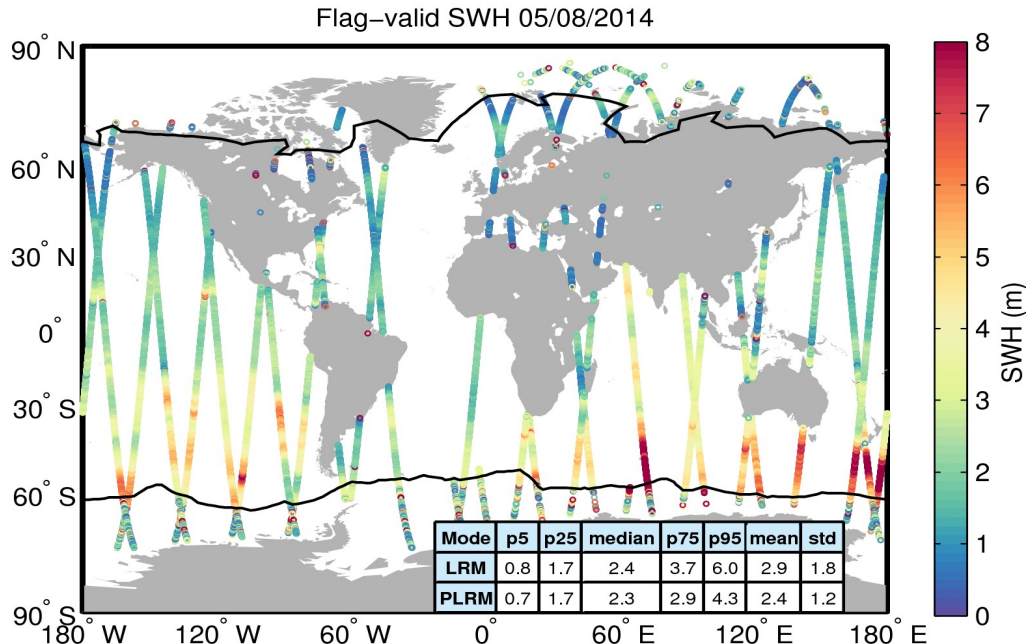 Flag−valid SWH 05/08/2014
90° N
60° N
30° N
0°
30° S
60° S
90° S
180° W
120° W
60° W
0°
60° E
120° E
180° E
Mode p5 p25 median p75 p95 mean std
LRM 0.8 1.7 2.4 3.7 6.0 2.9 1.8
PLRM 0.7 1.7 2.3 2.9 4.3 2.4 1.2
8
7
6
5
4
3
2
1
0
SWH (m)